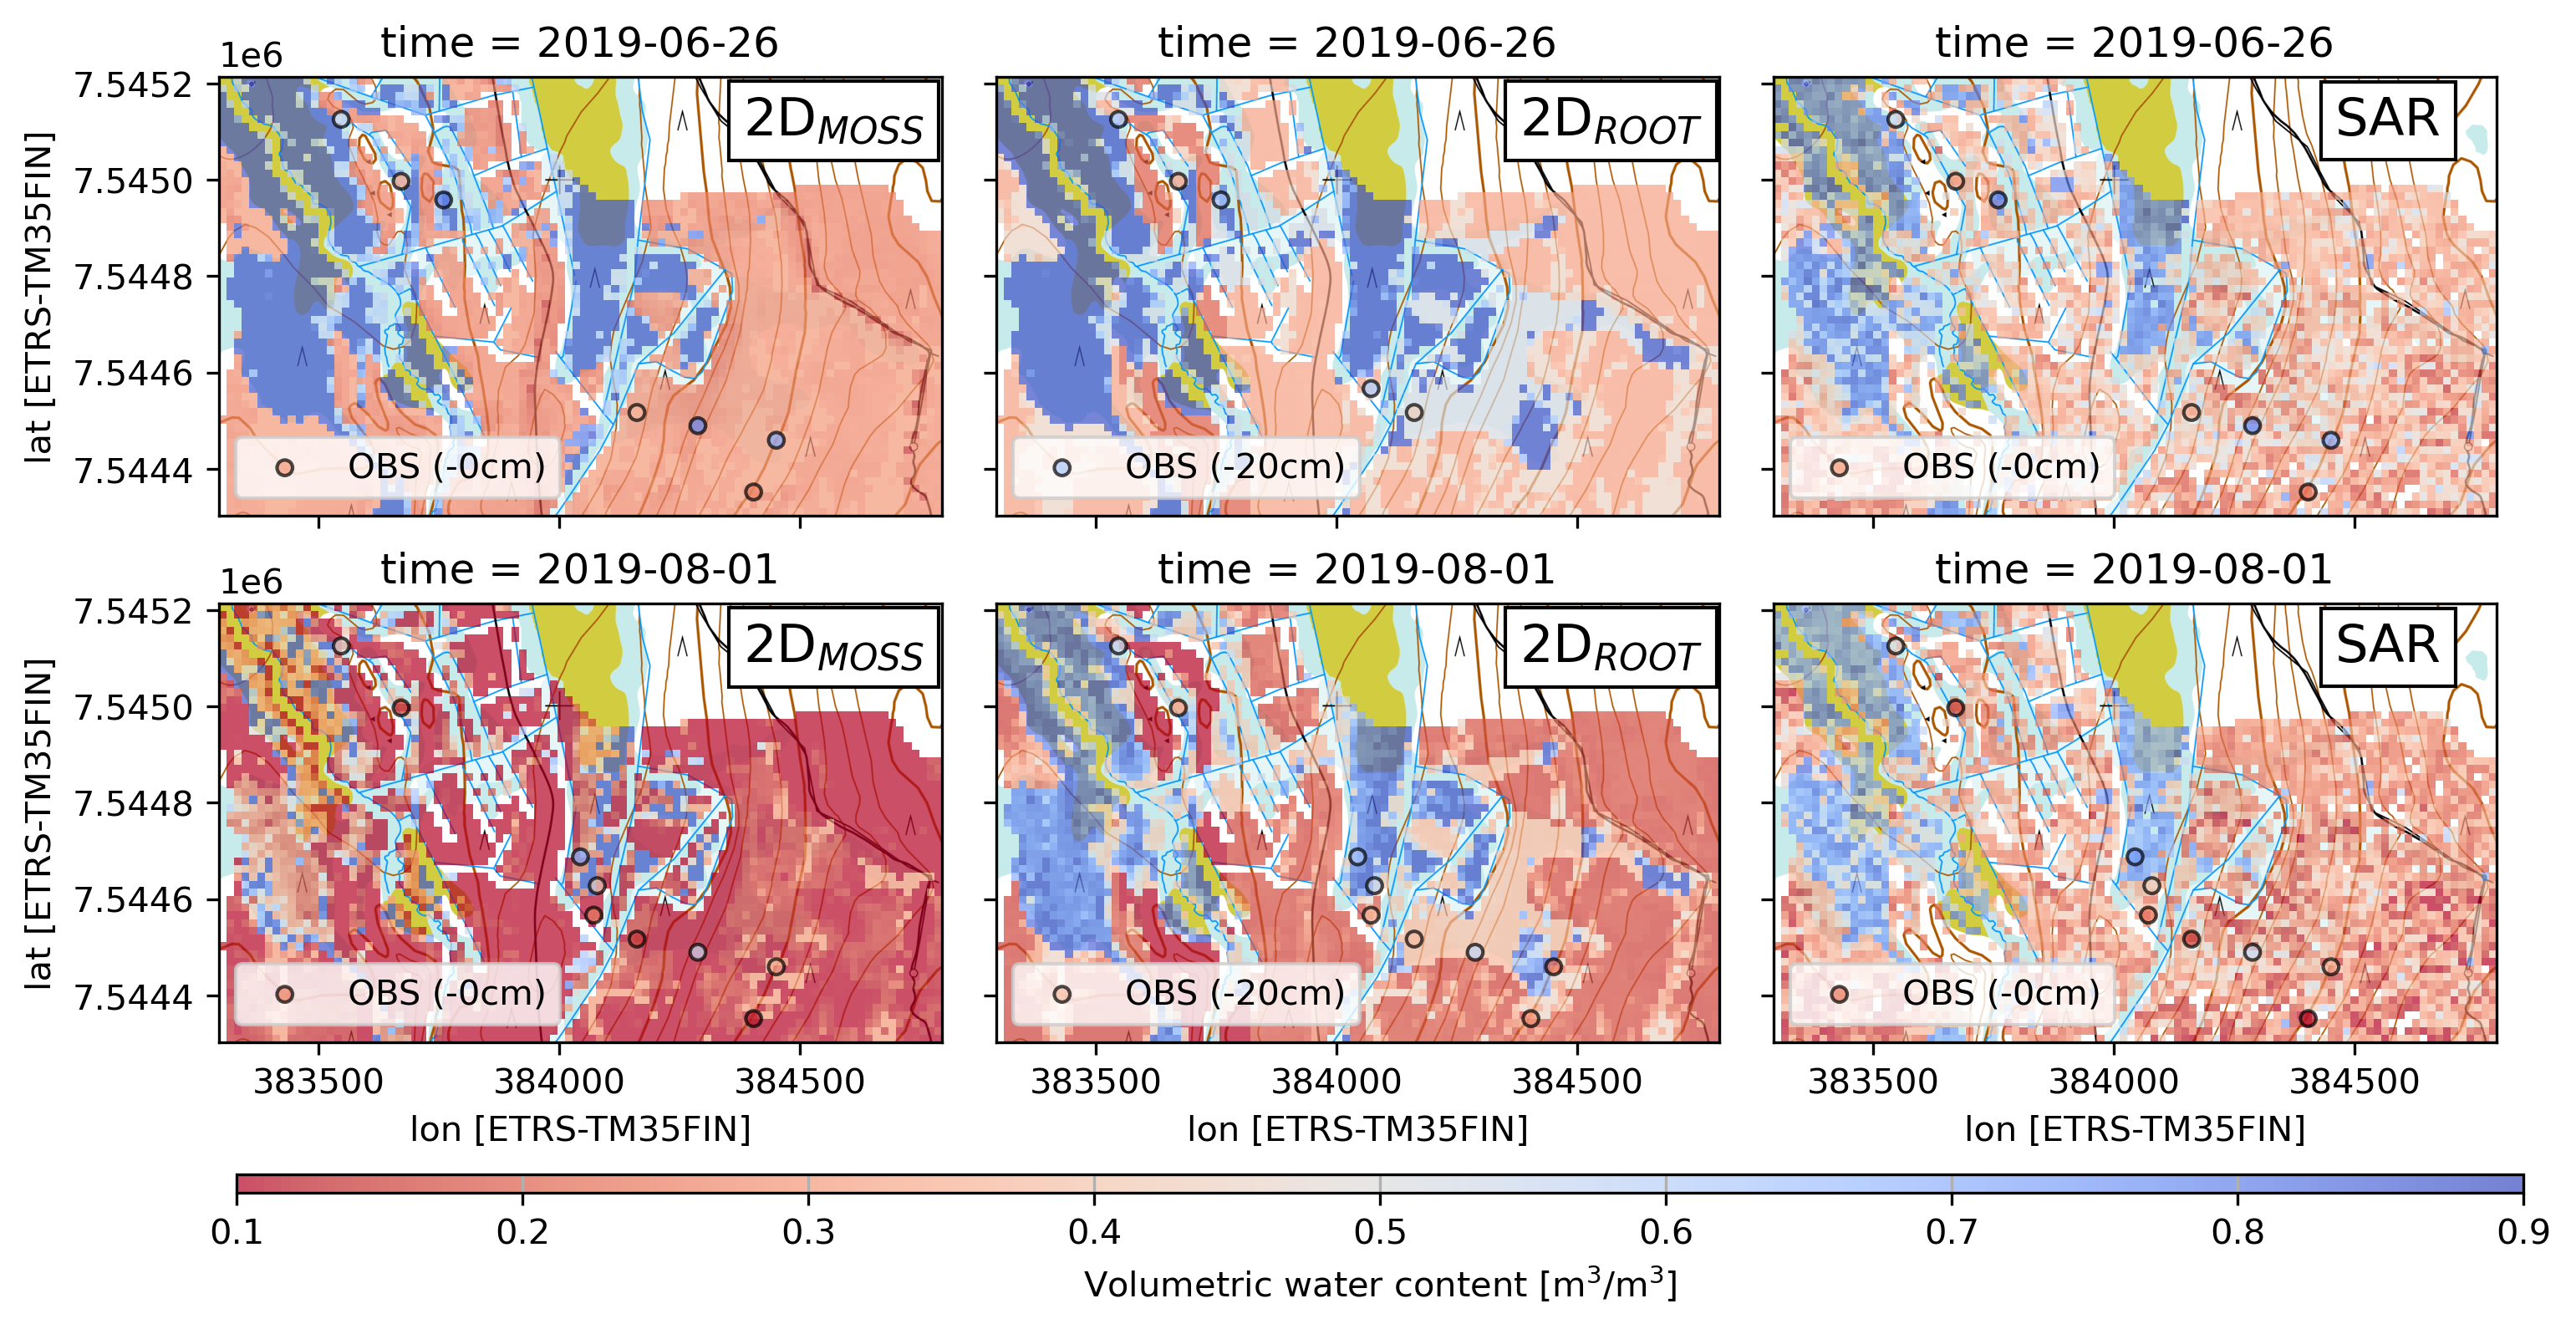 time = 2019-06-26
time = 2019-06-26
time = 2019-06-26
1e6
7.5452
7.5450
7.5448
7.5446
7.5444
lat [ETRS-TM35FIN]
2D_MOSS
2D_ROOT
SAR
OBS (-0cm)
OBS (-20cm)
OBS (-0cm)
time = 2019-08-01
time = 2019-08-01
time = 2019-08-01
1e6
7.5452
7.5450
7.5448
7.5446
7.5444
lat [ETRS-TM35FIN]
2D_MOSS
2D_ROOT
SAR
OBS (-0cm)
OBS (-20cm)
OBS (-0cm)
383500 384000 384500
383500 384000 384500
383500 384000 384500
lon [ETRS-TM35FIN]
lon [ETRS-TM35FIN]
lon [ETRS-TM35FIN]
0.1 0.2 0.3 0.4 0.5 0.6 0.7 0.8 0.9
Volumetric water content [m³/m³]